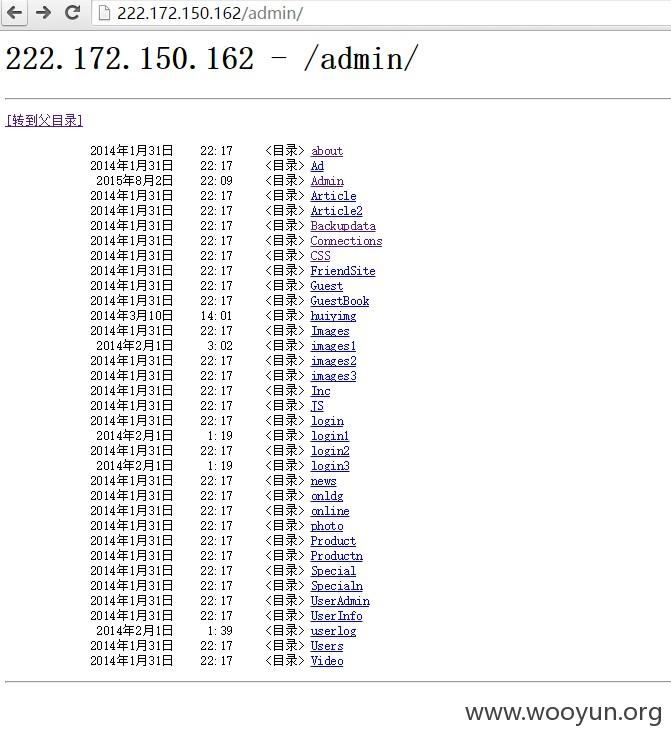 222.172.150.162/admin/
222.172.150.162 - /admin/
[转到父目录]
2014年1月31日 22:17 <目录> about
2014年1月31日 22:17 <目录> Ad
2015年8月2日 22:09 <目录> Admin
2014年1月31日 22:17 <目录> Article
2014年1月31日 22:17 <目录> Article2
2014年1月31日 22:17 <目录> Backupdata
2014年1月31日 22:17 <目录> Connections
2014年1月31日 22:17 <目录> CSS
2014年1月31日 22:17 <目录> FriendSite
2014年1月31日 22:17 <目录> Guest
2014年1月31日 22:17 <目录> GuestBook
2014年3月10日 14:01 <目录> huiyimg
2014年1月31日 22:17 <目录> Images
2014年2月1日 3:02 <目录> images1
2014年1月31日 22:17 <目录> images2
2014年1月31日 22:17 <目录> images3
2014年1月31日 22:17 <目录> Inc
2014年1月31日 22:17 <目录> JS
2014年1月31日 22:17 <目录> login
2014年2月1日 1:19 <目录> login1
2014年1月31日 22:17 <目录> login2
2014年2月1日 1:19 <目录> login3
2014年1月31日 22:17 <目录> news
2014年1月31日 22:17 <目录> onldg
2014年1月31日 22:17 <目录> online
2014年1月31日 22:17 <目录> photo
2014年1月31日 22:17 <目录> Product
2014年1月31日 22:17 <目录> Productn
2014年1月31日 22:17 <目录> Special
2014年1月31日 22:17 <目录> Specialn
2014年1月31日 22:17 <目录> UserAdmin
2014年1月31日 22:17 <目录> UserInfo
2014年2月1日 1:39 <目录> userlog
2014年1月31日 22:17 <目录> Users
2014年1月31日 22:17 <目录> Video
www.wooyun.org